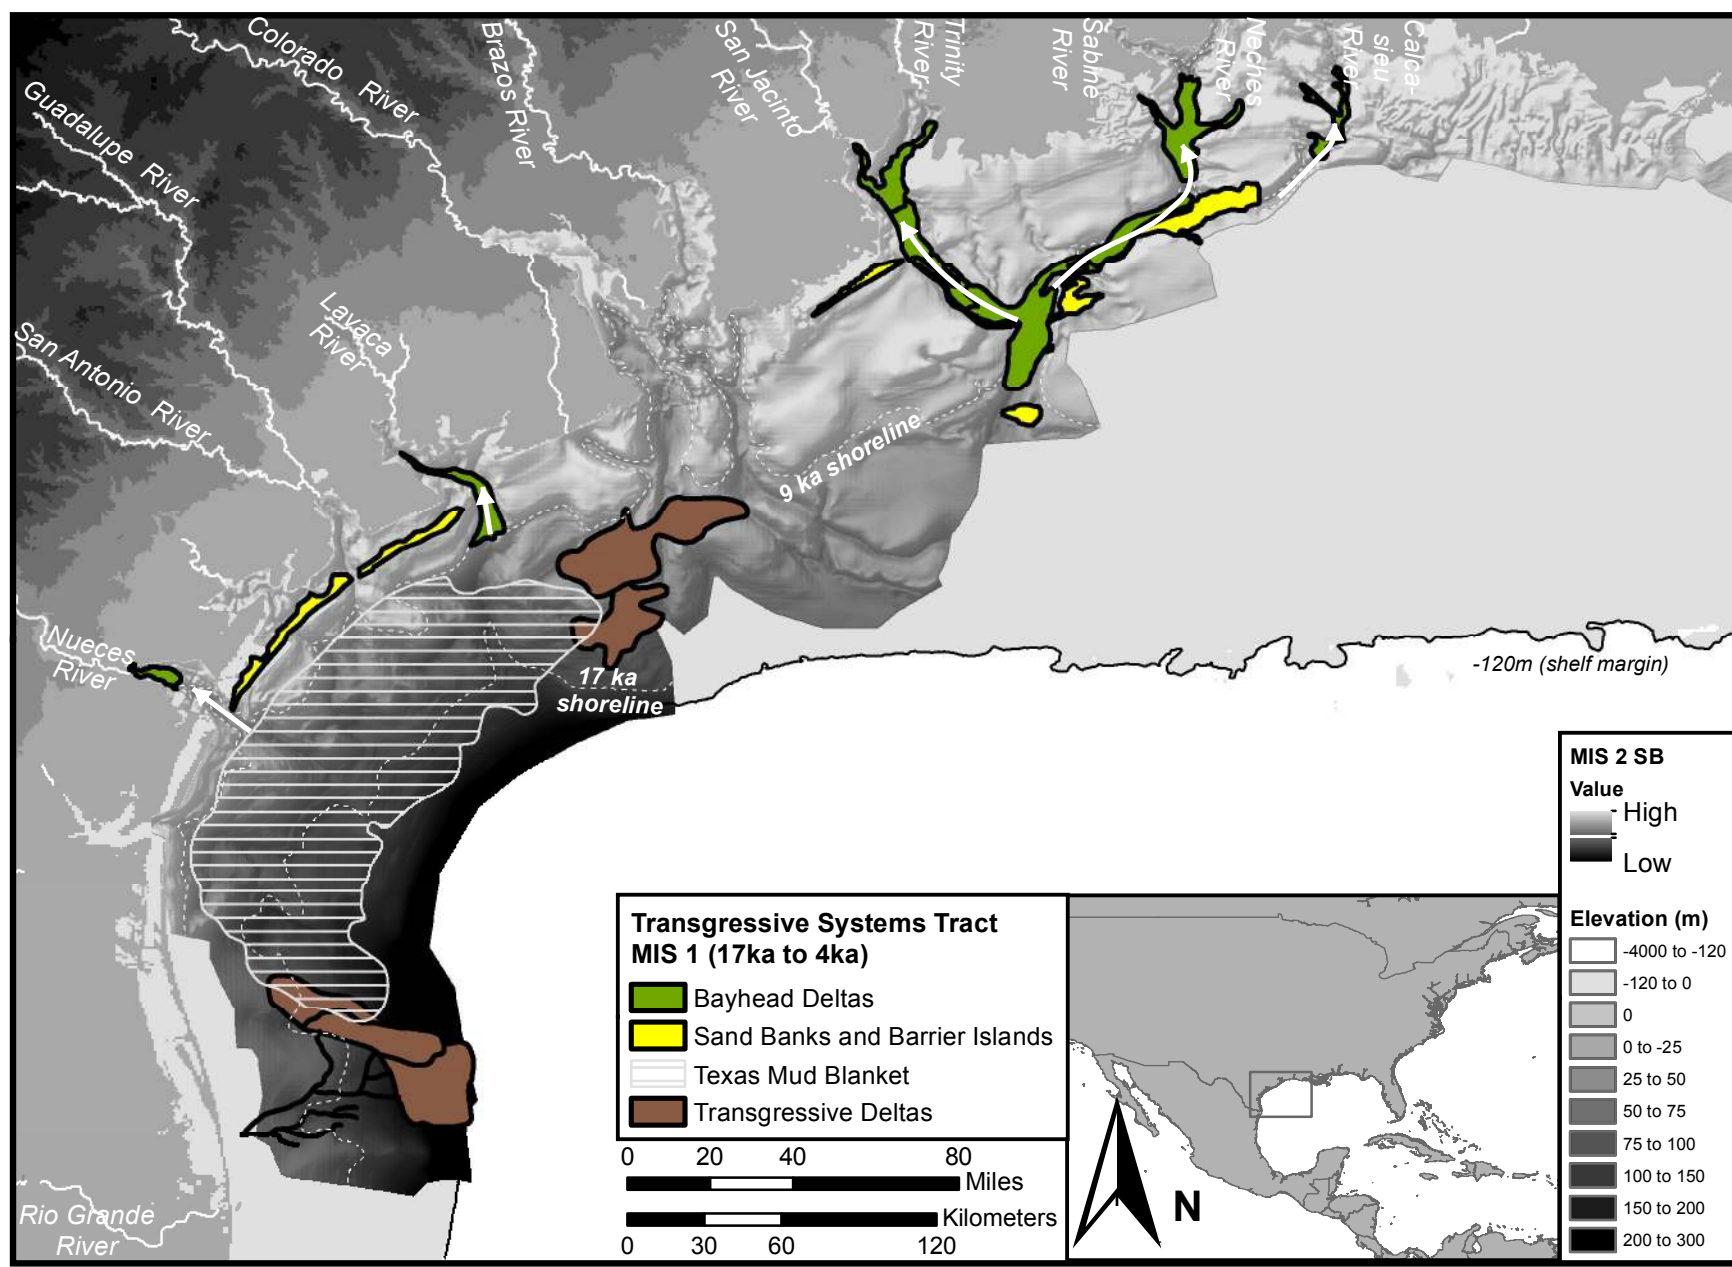 Colorado River
Brazos River
San Jacinto
River
Trinity
River
Sabine
River
Neches
River
Calca-
sieu
River
Guadalupe River
Lavaca
River
San Antonio River
9 ka shoreline
Nueces
River
17 ka
shoreline
-120m (shelf margin)
Rio Grande
River
Transgressive Systems Tract
MIS 1 (17ka to 4ka)
Bayhead Deltas
Sand Banks and Barrier Islands
Texas Mud Blanket
Transgressive Deltas
0 20 40 80
Miles
Kilometers
0 30 60 120
N
MIS 2 SB
Value
High
Low
Elevation (m)
-4000 to -120
-120 to 0
0
0 to -25
25 to 50
50 to 75
75 to 100
100 to 150
150 to 200
200 to 300